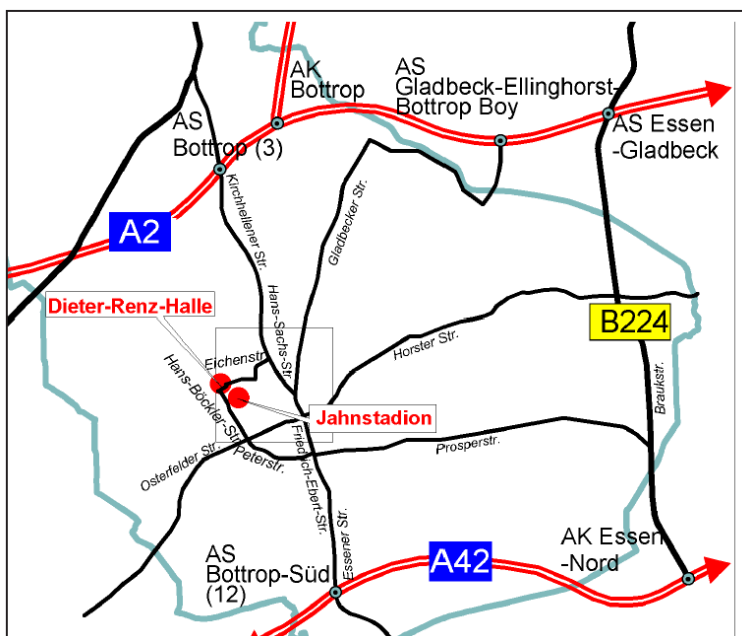 AK
Bottrop
AS
Gladbeck-Ellinghorst-
Bottrop Boy
AS
Bottrop (3)
AS Essen
-Gladbeck
A2
Kirchhellener Str.
Gladbecker Str.
Dieter-Renz-Halle
Hans-Sachs-Str
B224
Eichenstr.
Horster Str.
Braukstr.
Jahnstadion
Hans-Böckler-Str.
Peterstr.
Osterfelder Str.
Friedrich-Ebert-Str.
Prosperstr.
Essener Str.
AS
Bottrop-Süd
(12)
A42
AK Essen
-Nord